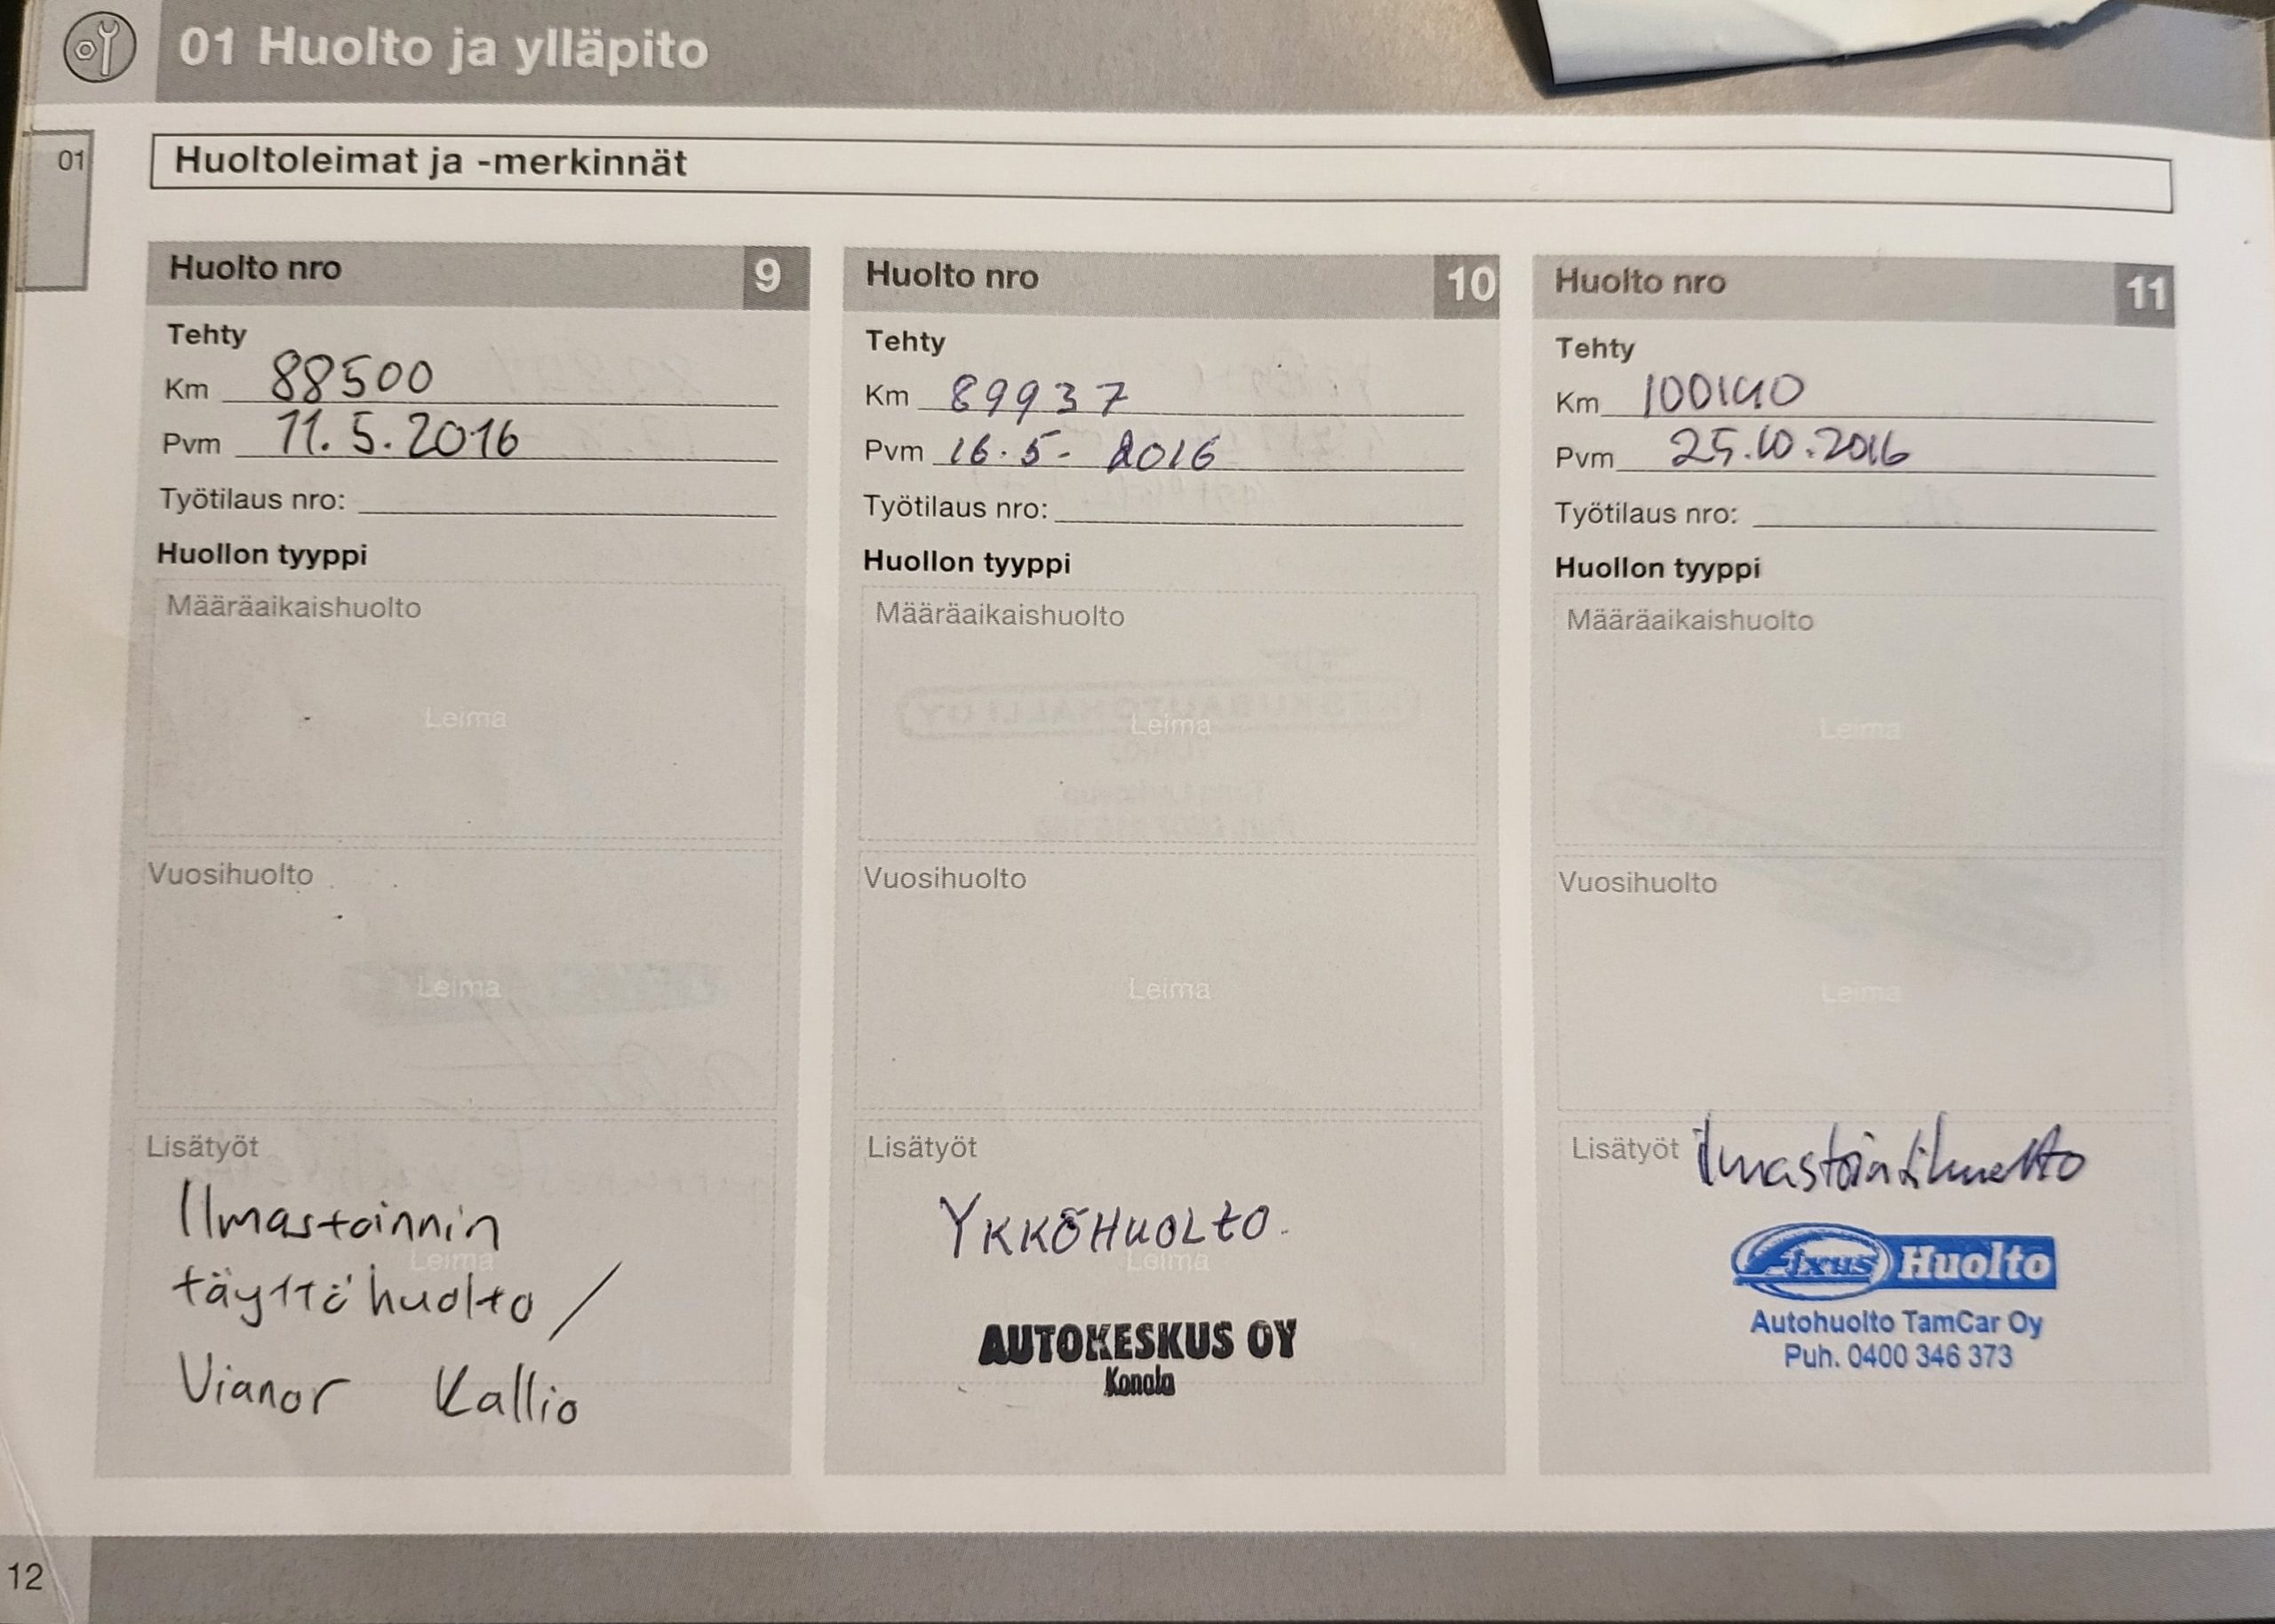 01 Huolto ja ylläpito
01
Huoltoleimat ja -merkinnät
Huolto nro 9
Tehty
Km 88500
Pvm 11.5.2016
Työtilaus nro:
Huollon tyyppi
Määräaikaishuolto
Leima
Vuosihuolto
Leima
Lisätyöt
Ilmastoinnin
Leima
täyttöhuolto /
Vianor Kallio
Huolto nro 10
Tehty
Km 89937
Pvm 16.5- 2016
Työtilaus nro:
Huollon tyyppi
Määräaikaishuolto
Leima
Vuosihuolto
Leima
Lisätyöt
YKKÖHUOLTO.
Leima
AUTOKESKUS OY
Konala
Huolto nro 11
Tehty
Km 100140
Pvm 25.10.2016
Työtilaus nro:
Huollon tyyppi
Määräaikaishuolto
Leima
Vuosihuolto
Leima
Lisätyöt ilmastointihuolto
Fixus Huolto
Autohuolto TamCar Oy
Puh. 0400 346 373
12